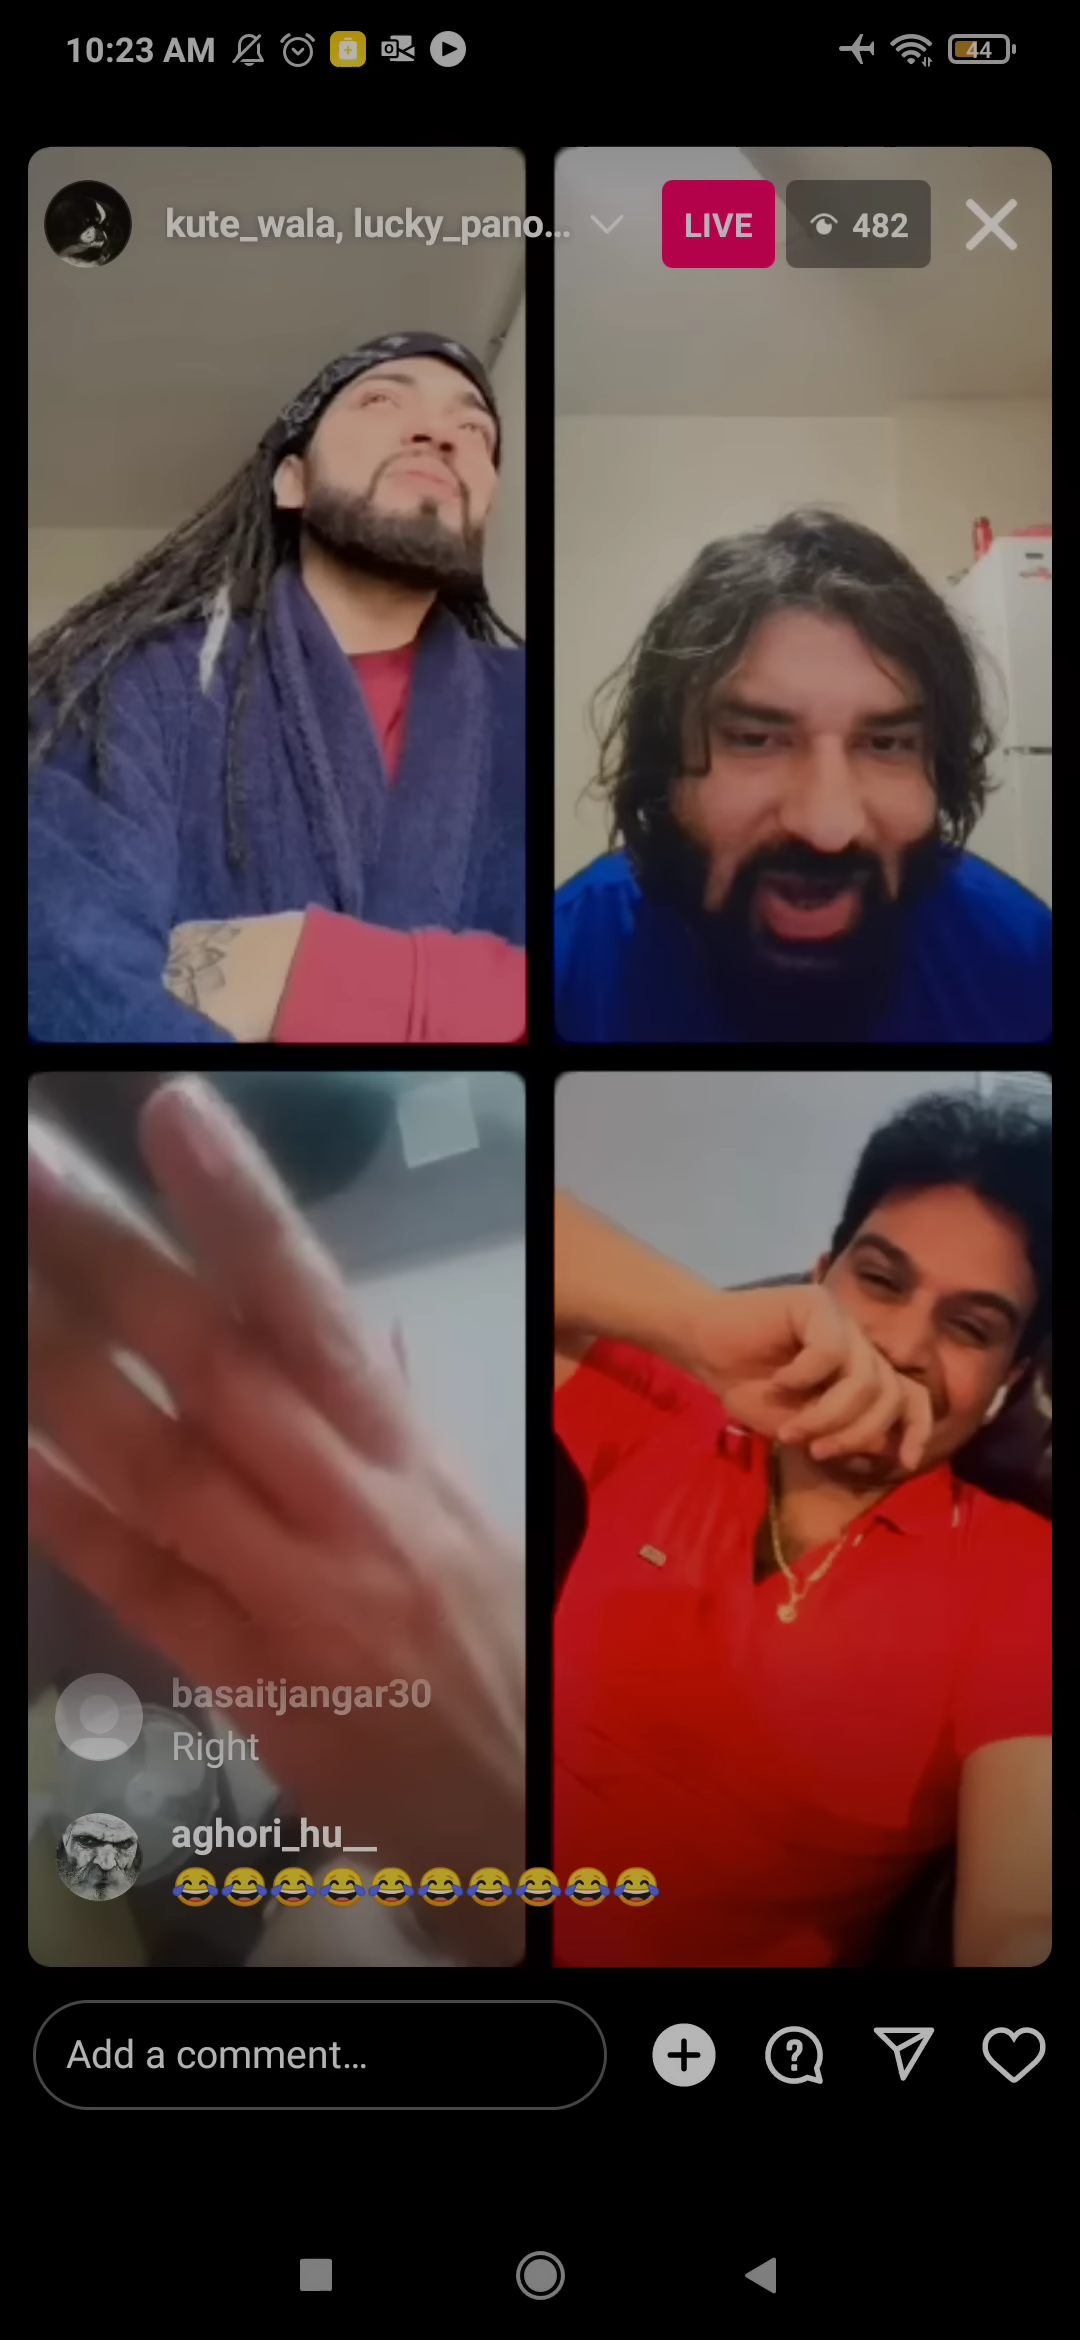 10:23 AM
44
kute_wala, lucky_pano...
LIVE
482
basaitjangar30
Right
aghori_hu__
😂😂😂😂😂😂😂😂😂😂
Add a comment...